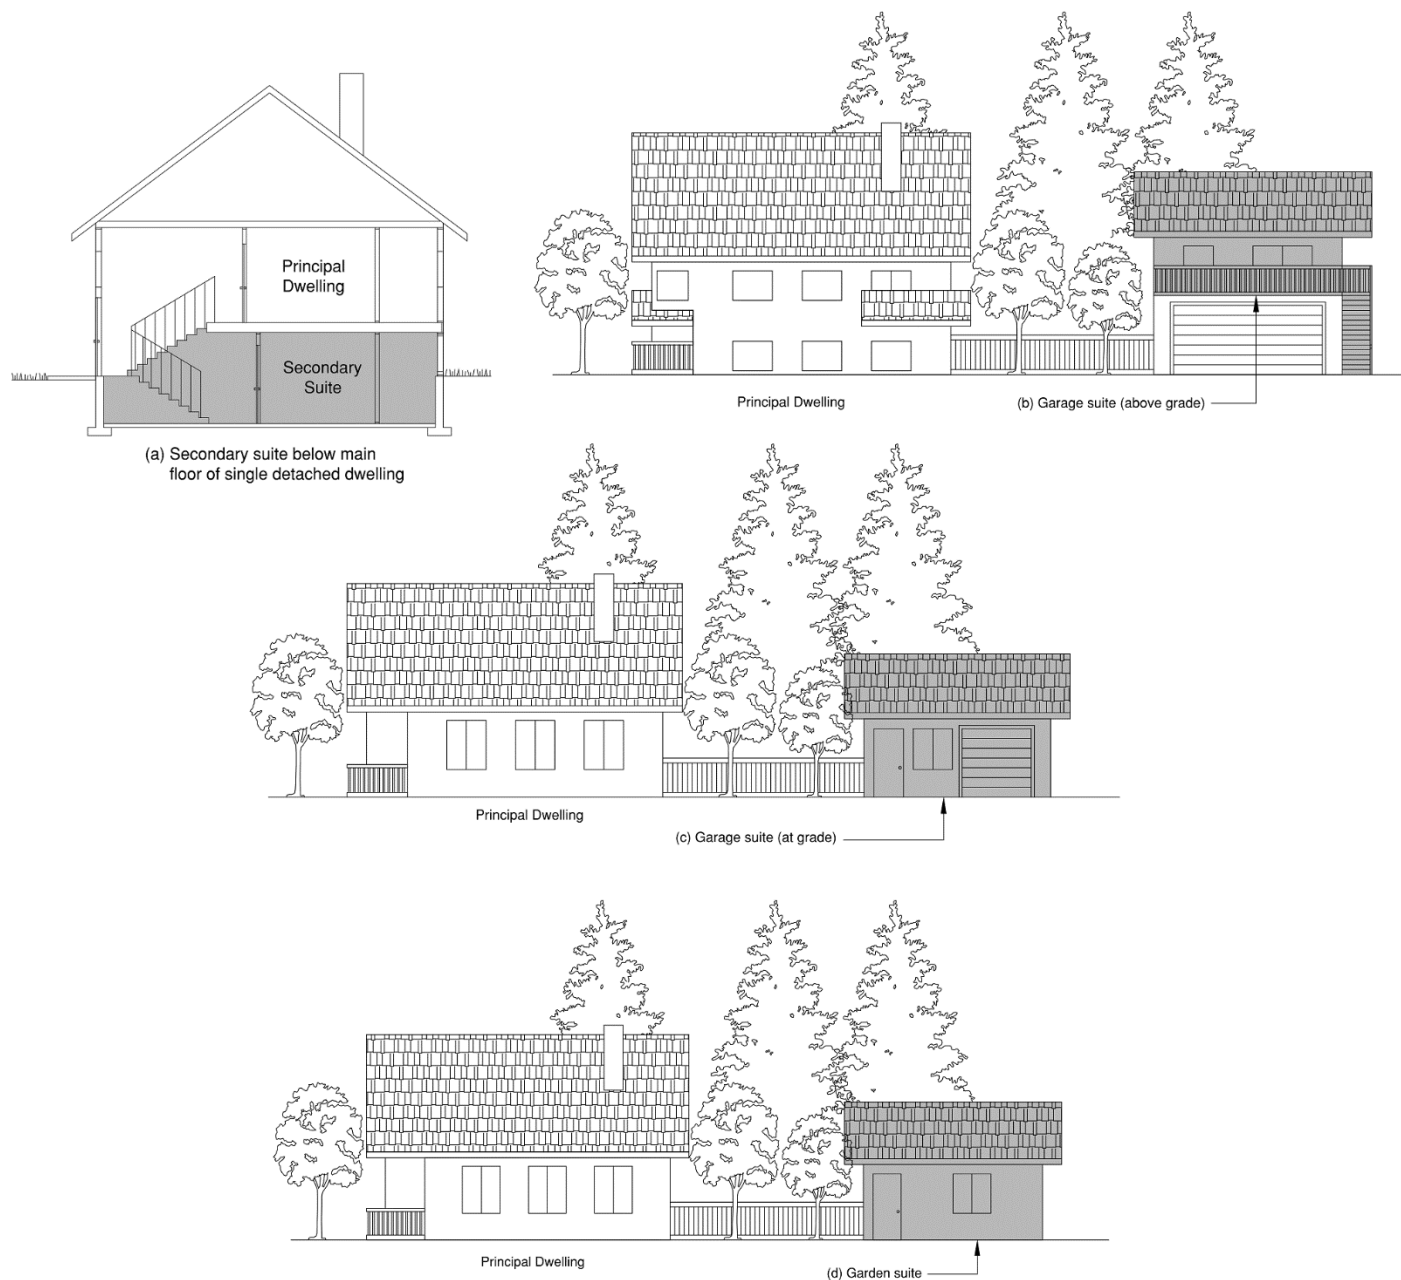 Principal
Dwelling
Secondary
Suite
(a) Secondary suite below main
floor of single detached dwelling
Principal Dwelling
(b) Garage suite (above grade)
Principal Dwelling
(c) Garage suite (at grade)
Principal Dwelling
(d) Garden suite